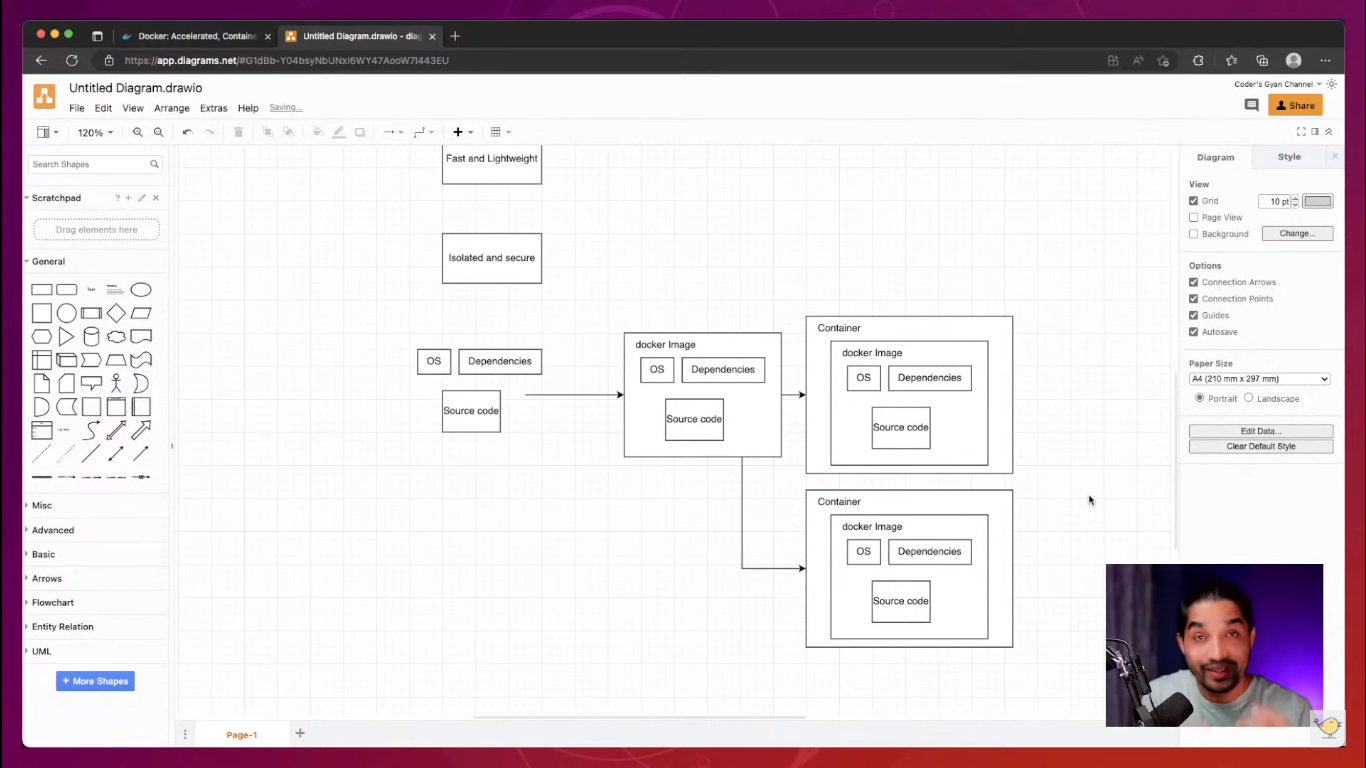 Docker: Accelerated, Containe
Untitled Diagram.drawio - diag
https://app.diagrams.net/#G1dBb-Y04bsyNbUNxI6WY47AooW7I443EU
Untitled Diagram.drawio
Coder's Gyan Channel
File Edit View Arrange Extras Help Saving...
Share
120%
Search Shapes
Scratchpad
Drag elements here
General
Text
Misc
Advanced
Basic
Arrows
Flowchart
Entity Relation
UML
+ More Shapes
Fast and Lightweight
Isolated and secure
OS
Dependencies
Source code
docker Image
OS
Dependencies
Source code
Container
docker Image
OS
Dependencies
Source code
Container
docker Image
OS
Dependencies
Source code
Diagram
Style
View
Grid
10 pt
Page View
Background
Change...
Options
Connection Arrows
Connection Points
Guides
Autosave
Paper Size
A4 (210 mm x 297 mm)
Portrait
Landscape
Edit Data...
Clear Default Style
Page-1